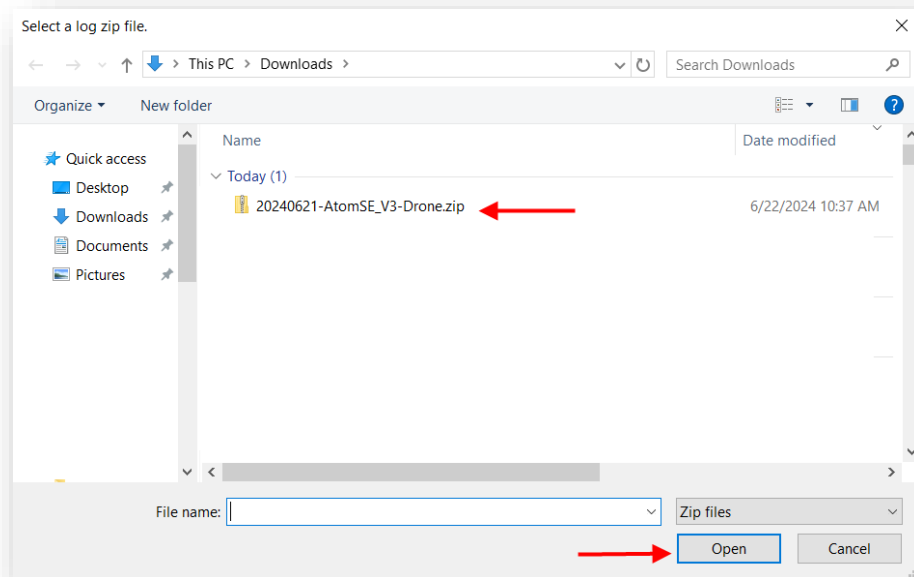 Select a log zip file.
This PC > Downloads >
Search Downloads
Organize
New folder
?
Name
Date modified
Quick access
Desktop
Downloads
Documents
Pictures
Today (1)
20240621-AtomSE_V3-Drone.zip
6/22/2024 10:37 AM
File name:
Zip files
Open
Cancel